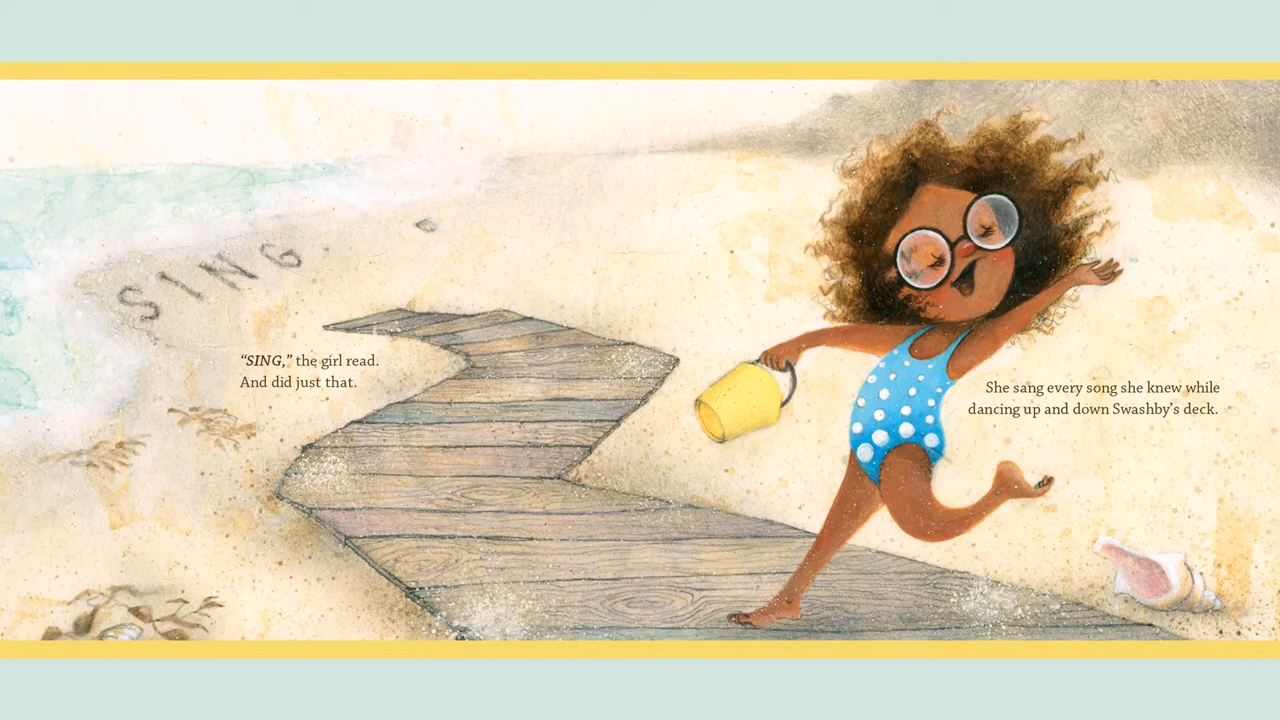 SING.
“SING,” the girl read.
And did just that.
She sang every song she knew while
dancing up and down Swashby’s deck.